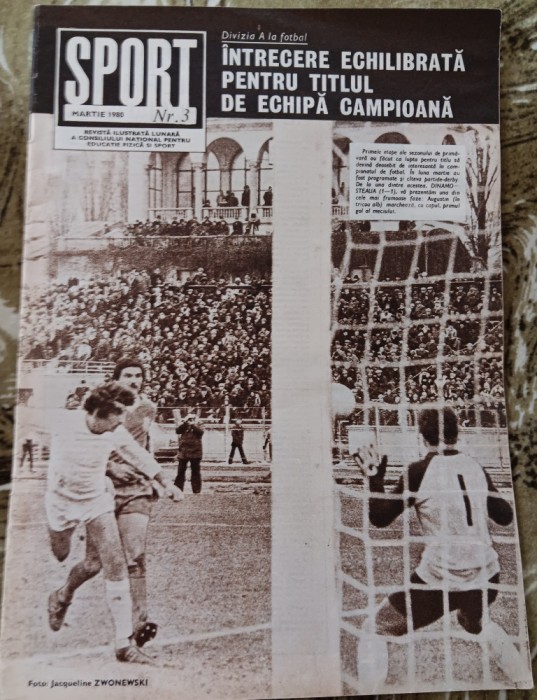 SPORT
MARTIE 1980 Nr. 3
REVISTĂ ILUSTRATĂ LUNARĂ
A CONSILIULUI NAȚIONAL PENTRU
EDUCAȚIE FIZICĂ ȘI SPORT
Divizia A la fotbal
ÎNTRECERE ECHILIBRATĂ
PENTRU TITLUL
DE ECHIPĂ CAMPIOANĂ
Primele etape ale sezonului de primă-
vară au făcut ca lupta pentru titlu să
devină deosebit de interesantă în cam-
pionatul de fotbal. În luna martie au
fost programate și cîteva partide-derby.
De la una dintre acestea, DINAMO—
STEAUA (1—1), vă prezentăm una din
cele mai frumoase faze: Augustin (în
tricou alb) marchează, cu capul, primul
gol al meciului.
1
Foto: Jacqueline ZWONEWSKI